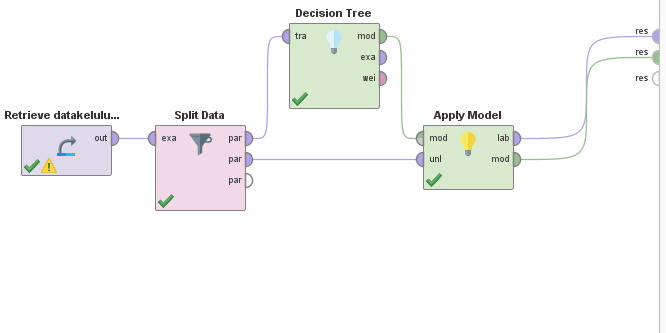 Decision Tree
tra
mod
exa
wei
res
res
res
Retrieve datakelulu...
out
Split Data
exa
par
par
par
Apply Model
mod
lab
unl
mod